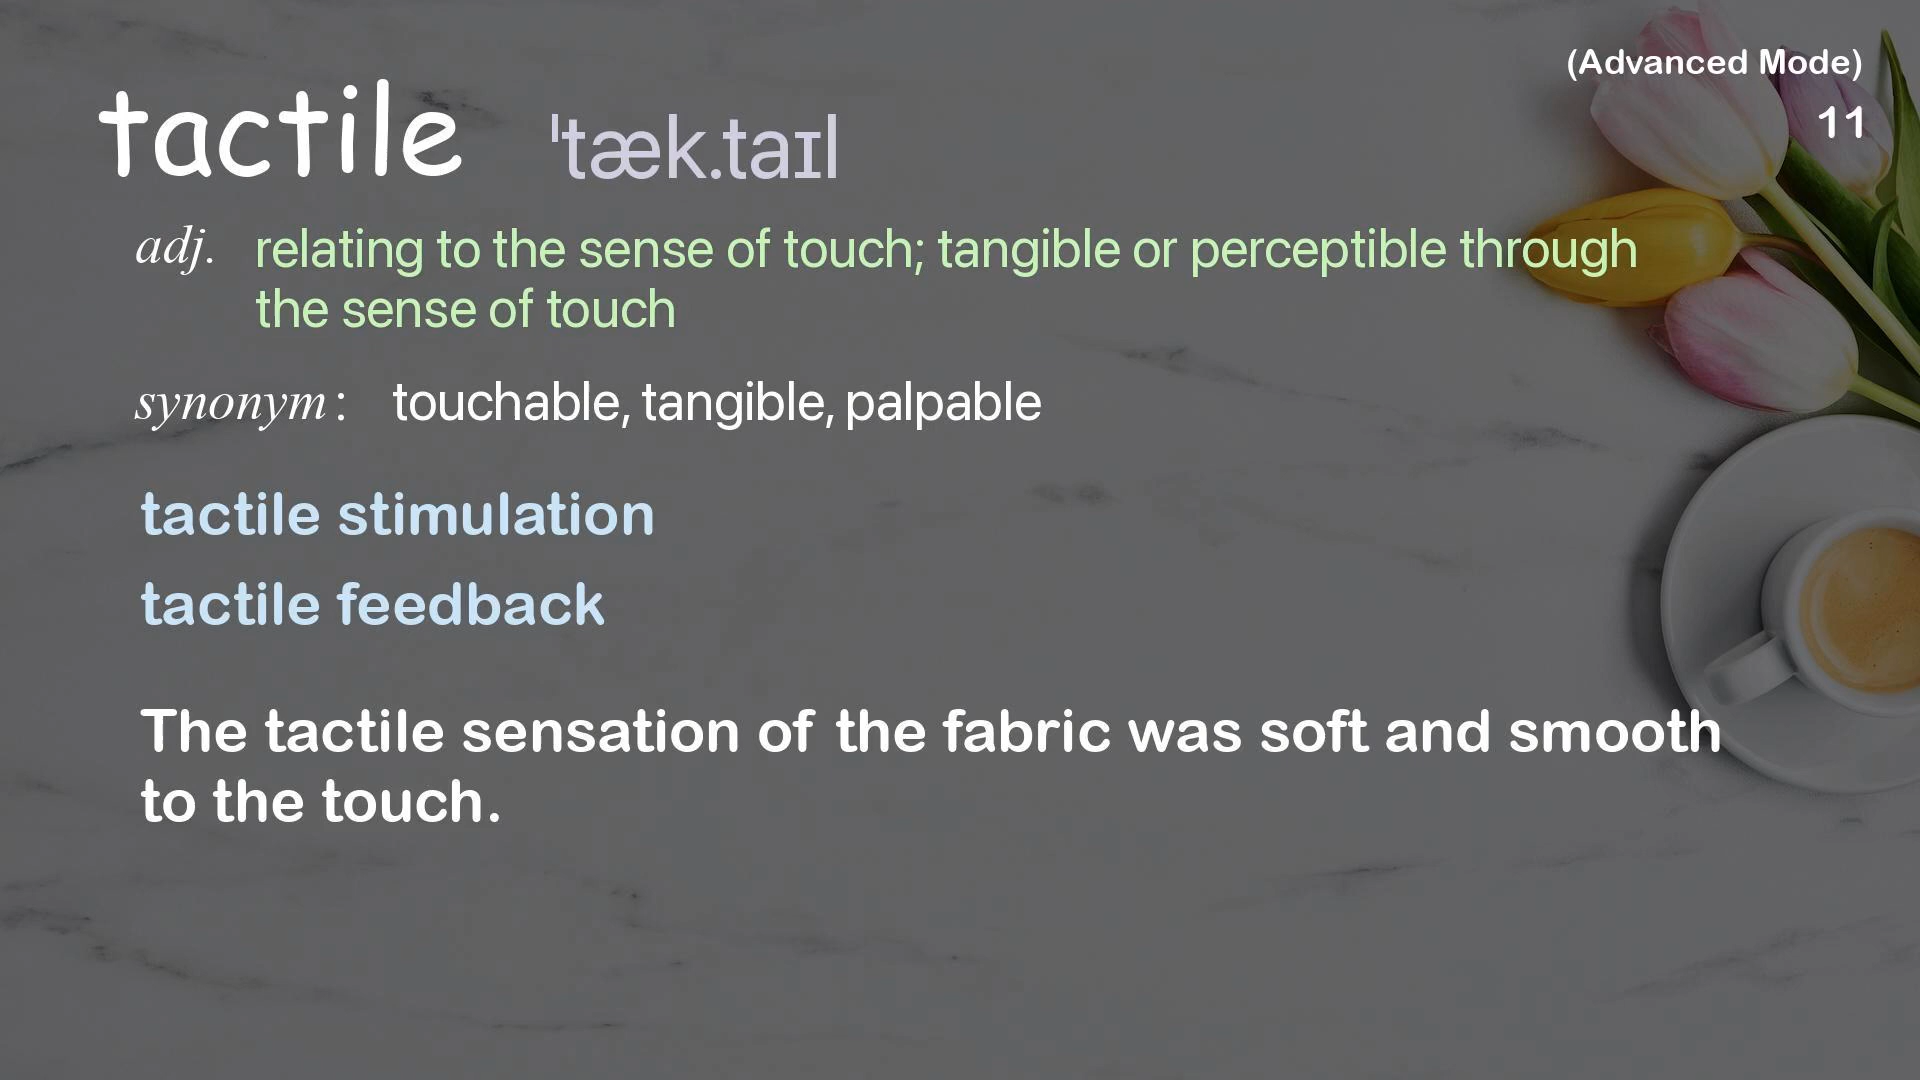 (Advanced Mode)
11
tactile ˈtæk.taɪl
adj. relating to the sense of touch; tangible or perceptible through
the sense of touch
synonym: touchable, tangible, palpable
tactile stimulation
tactile feedback
The tactile sensation of the fabric was soft and smooth
to the touch.